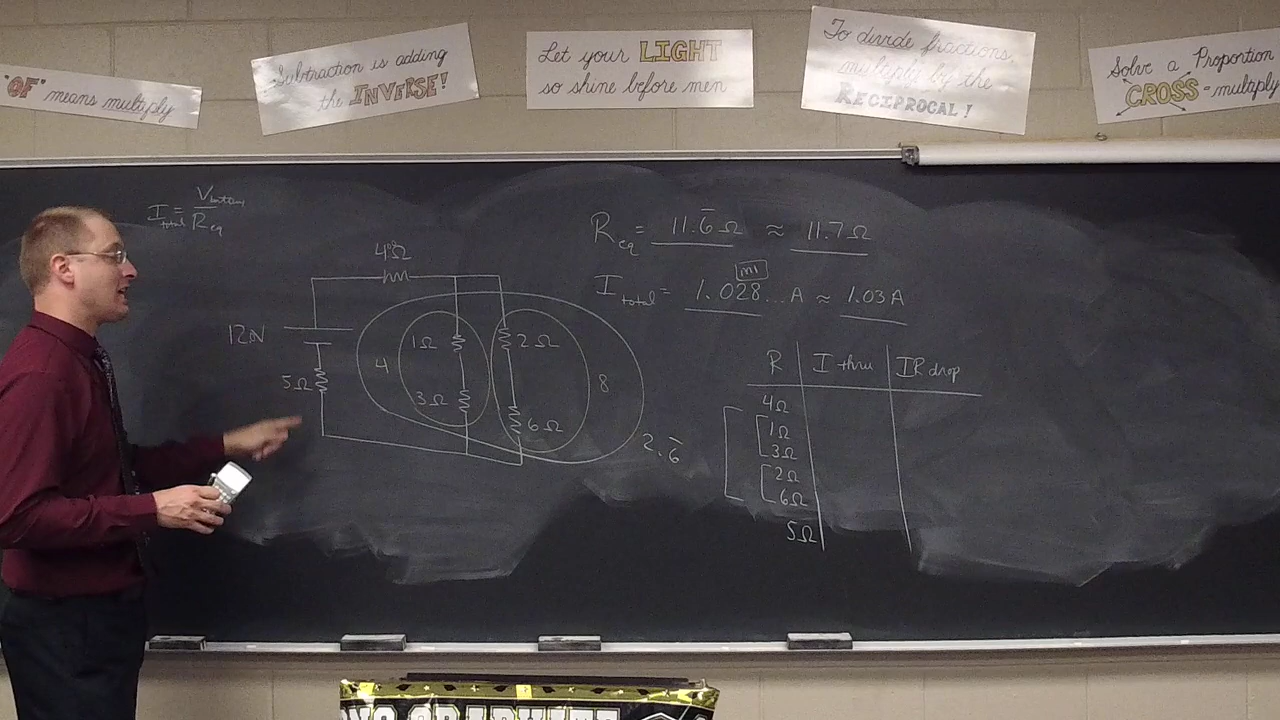 "OF" means multiply
Subtraction is adding
the INVERSE!
Let your LIGHT
so shine before men
To divide fractions,
multiply by the
RECIPROCAL!
Solve a Proportion
CROSS-multiply
I total = V battery / R eq
R eq = 11.6̅ Ω ≈ 11.7 Ω
I total = 1.028... A ≈ 1.03 A
m1
4Ω
12V
5Ω
4
1Ω
3Ω
2Ω
6Ω
8
2.6̅
R I thru IR drop
4Ω
1Ω
3Ω
2Ω
6Ω
5Ω
GRADUATE